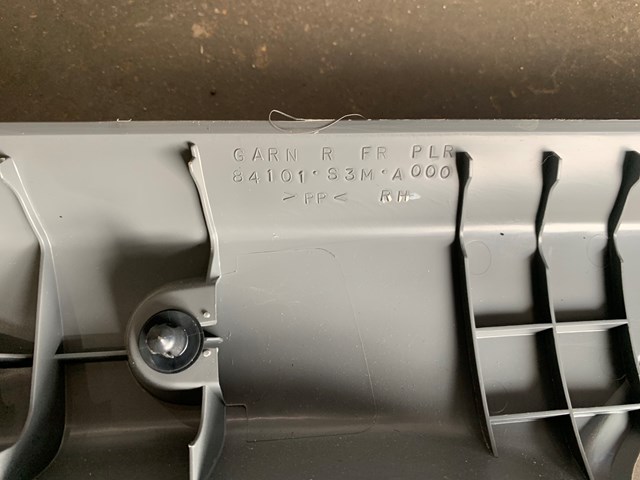 GARN R FR PLR
84101·S3M·A000
>PP< RH